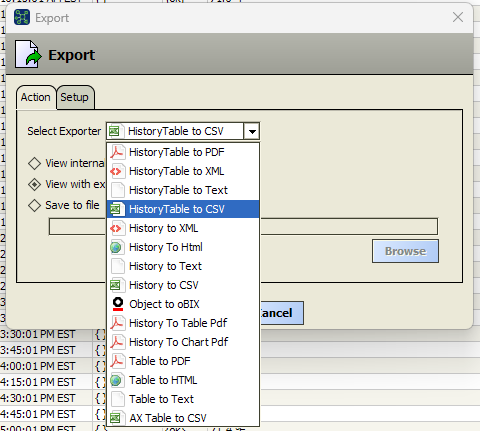 Export
Export
Action
Setup
Select Exporter
HistoryTable to CSV
HistoryTable to PDF
HistoryTable to XML
HistoryTable to Text
HistoryTable to CSV
History to XML
History To Html
History to Text
History to CSV
Object to oBIX
History To Table Pdf
History To Chart Pdf
Table to PDF
Table to HTML
Table to Text
AX Table to CSV
View interna
View with ex
Save to file
Browse
ancel
3:30:01 PM EST
3:45:01 PM EST
4:00:01 PM EST
4:15:01 PM EST
4:30:01 PM EST
4:45:01 PM EST
5:00:01 PM EST